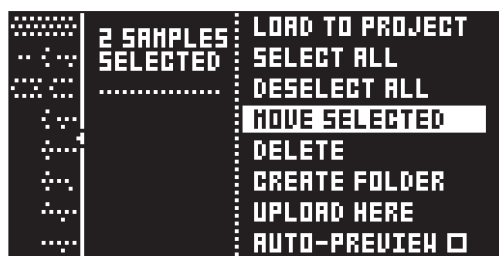 2 SAMPLES
SELECTED
LOAD TO PROJECT
SELECT ALL
DESELECT ALL
MOVE SELECTED
DELETE
CREATE FOLDER
UPLOAD HERE
AUTO-PREVIEW